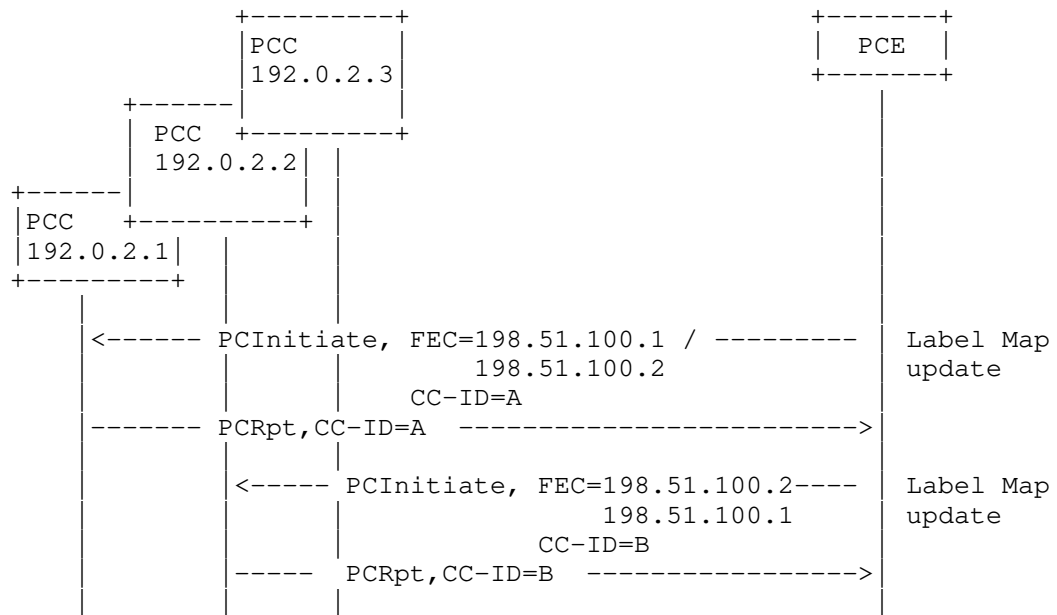 PCC
PCE
192.0.2.3
PCC
192.0.2.2
PCC
192.0.2.1
<------ PCInitiate, FEC=198.51.100.1 / --------- Label Map
198.51.100.2 update
CC-ID=A
------- PCRpt,CC-ID=A ------------------------->
<----- PCInitiate, FEC=198.51.100.2---- Label Map
198.51.100.1 update
CC-ID=B
----- PCRpt,CC-ID=B ----------------->